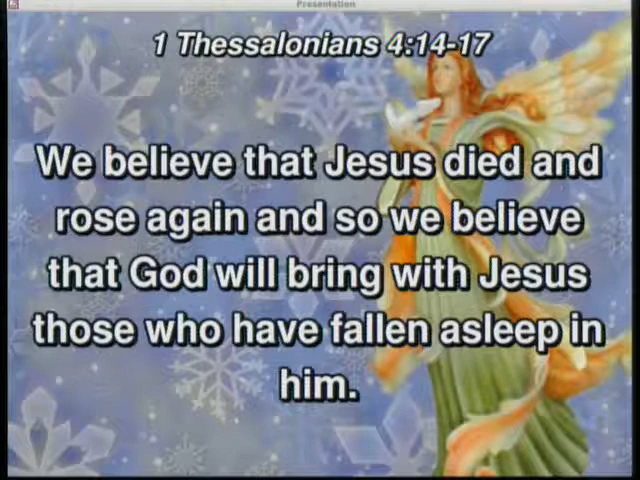 Presentation
1 Thessalonians 4:14-17
We believe that Jesus died and
rose again and so we believe
that God will bring with Jesus
those who have fallen asleep in
him.